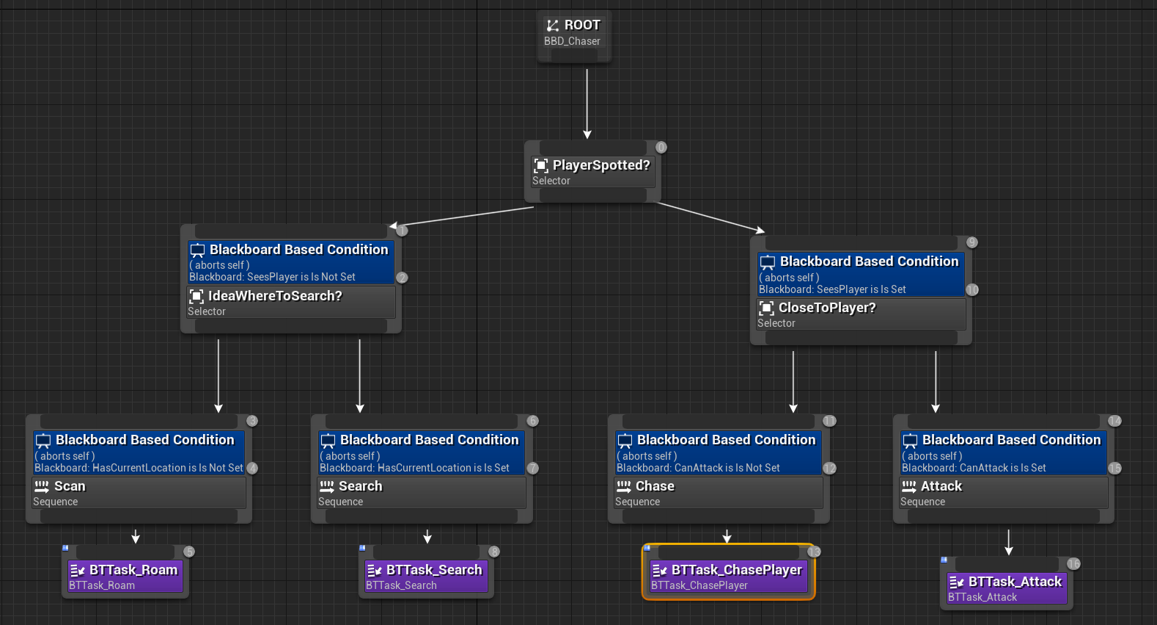 ROOT
BBD_Chaser
0
PlayerSpotted?
Selector
1
Blackboard Based Condition
( aborts self )
Blackboard: SeesPlayer is Is Not Set
2
IdeaWhereToSearch?
Selector
9
Blackboard Based Condition
( aborts self )
Blackboard: SeesPlayer is Is Set
10
CloseToPlayer?
Selector
3
Blackboard Based Condition
( aborts self )
Blackboard: HasCurrentLocation is Is Not Set
4
Scan
Sequence
6
Blackboard Based Condition
( aborts self )
Blackboard: HasCurrentLocation is Is Set
7
Search
Sequence
11
Blackboard Based Condition
( aborts self )
Blackboard: CanAttack is Is Not Set
12
Chase
Sequence
14
Blackboard Based Condition
( aborts self )
Blackboard: CanAttack is Is Set
15
Attack
Sequence
5
BTTask_Roam
BTTask_Roam
8
BTTask_Search
BTTask_Search
13
BTTask_ChasePlayer
BTTask_ChasePlayer
16
BTTask_Attack
BTTask_Attack